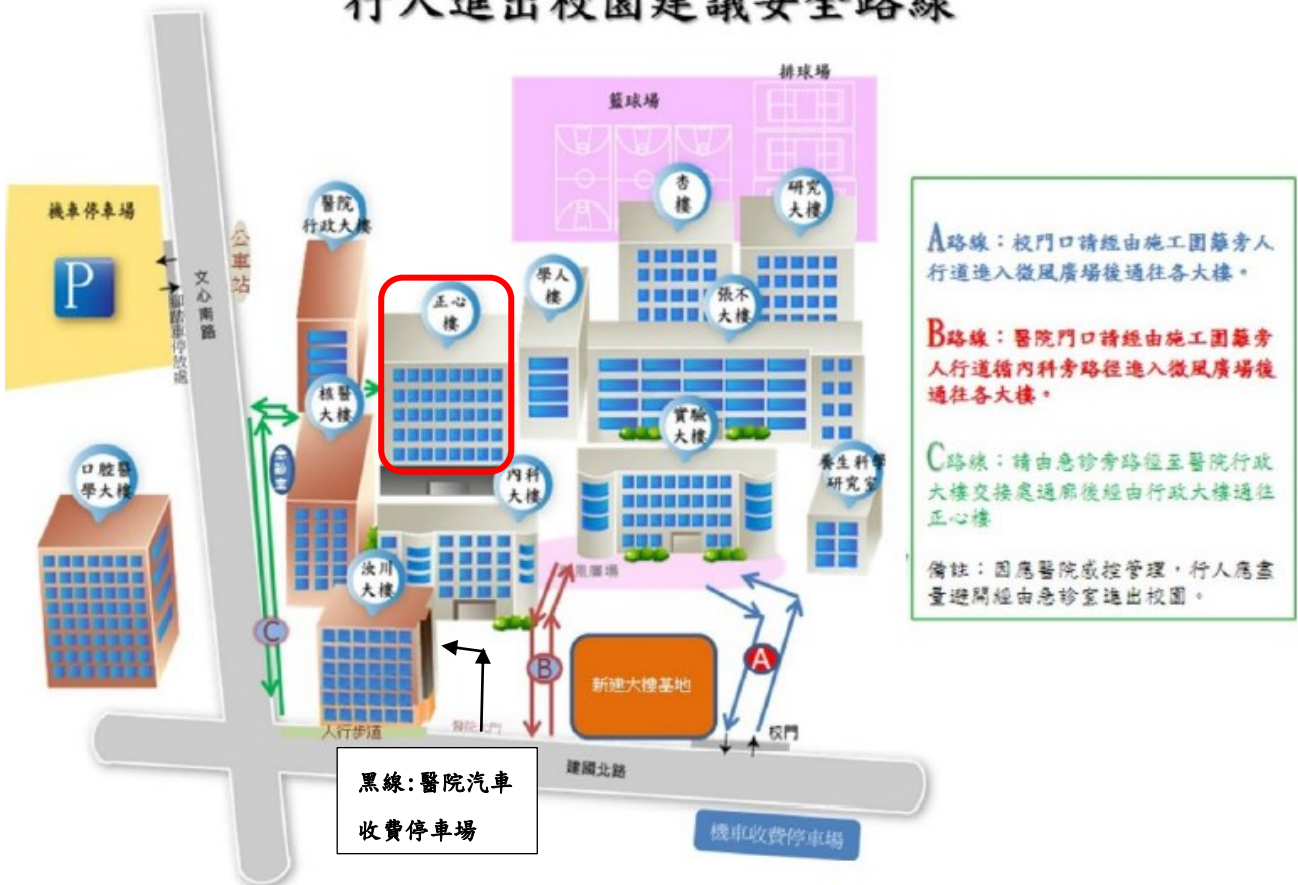 行人進出校園建議安全路線
排球場
籃球場
杏樓
研究大樓
醫院行政大樓
機車停車場
公車站
P
文心南路
腳踏車停放處
正心樓
學人樓
張不大樓
核醫大樓
實驗大樓
口腔醫學大樓
急診室
內科大樓
養生科學研究室
汝川大樓
風廣場
C
B
A
新建大樓基地
人行步道
醫院大門
校門
建國北路
黑線:醫院汽車
收費停車場
機車收費停車場
A路線：校門口請經由施工圍籬旁人
行道進入微風廣場後通往各大樓。
B路線：醫院門口請經由施工圍籬旁
人行道循內科旁路徑進入微風廣場後
通往各大樓。
C路線：請由急診旁路徑至醫院行政
大樓交接處通廊後經由行政大樓通往
正心樓
備註：因應醫院感控管理，行人應盡
量避開經由急診室進出校園。